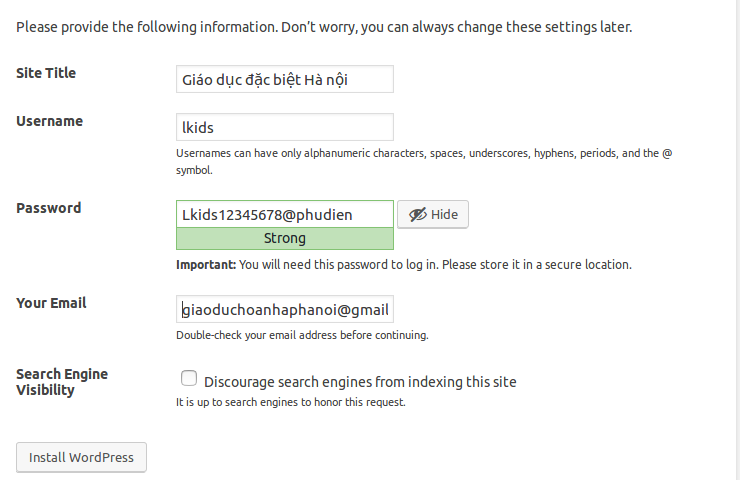 Please provide the following information. Don't worry, you can always change these settings later.
Site Title
Giáo dục đặc biệt Hà nội
Username
lkids
Usernames can have only alphanumeric characters, spaces, underscores, hyphens, periods, and the @
symbol.
Password
Lkids12345678@phudien
Hide
Strong
Important: You will need this password to log in. Please store it in a secure location.
Your Email
giaoduchoanhaphanoi@gmail
Double-check your email address before continuing.
Search Engine
Visibility
Discourage search engines from indexing this site
It is up to search engines to honor this request.
Install WordPress